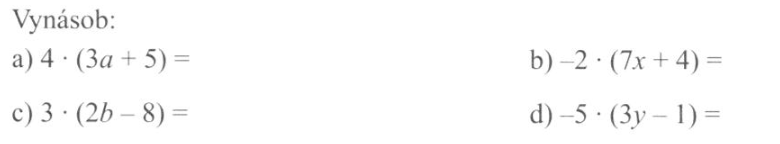 Vynásob:
a) 4 · (3a + 5) = b) –2 · (7x + 4) =
c) 3 · (2b – 8) = d) –5 · (3y – 1) =